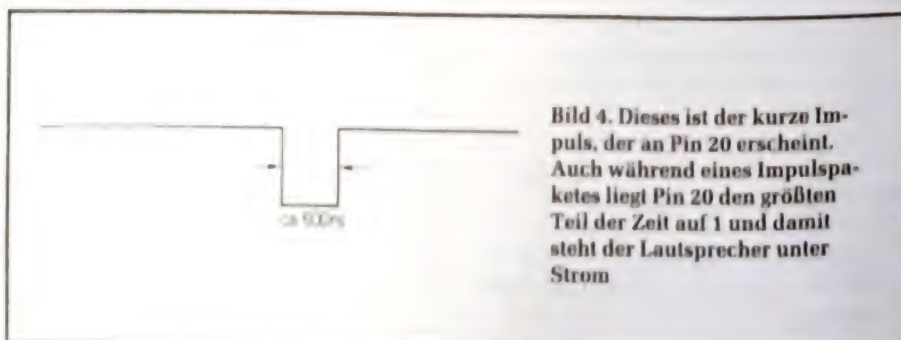 Bild 4. Dieses ist der kurze Im-
puls, der an Pin 20 erscheint.
Auch während eines Impulspa-
ketes liegt Pin 20 den größten
Teil der Zeit auf 1 und damit
steht der Lautsprecher unter
Strom
ca